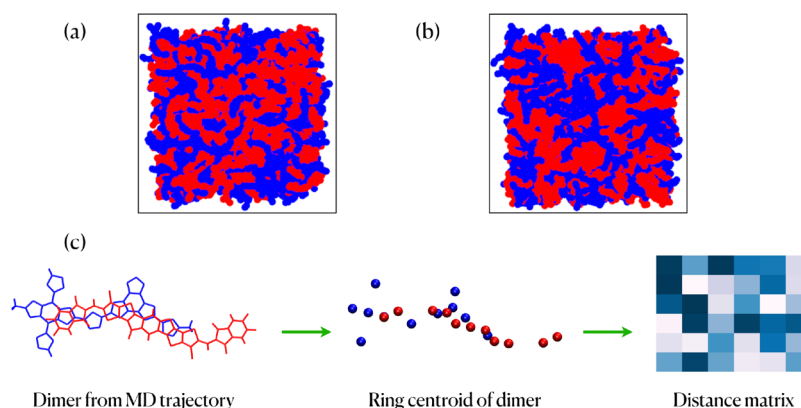 (a)
(b)
(c)
Dimer from MD trajectory
Ring centroid of dimer
Distance matrix